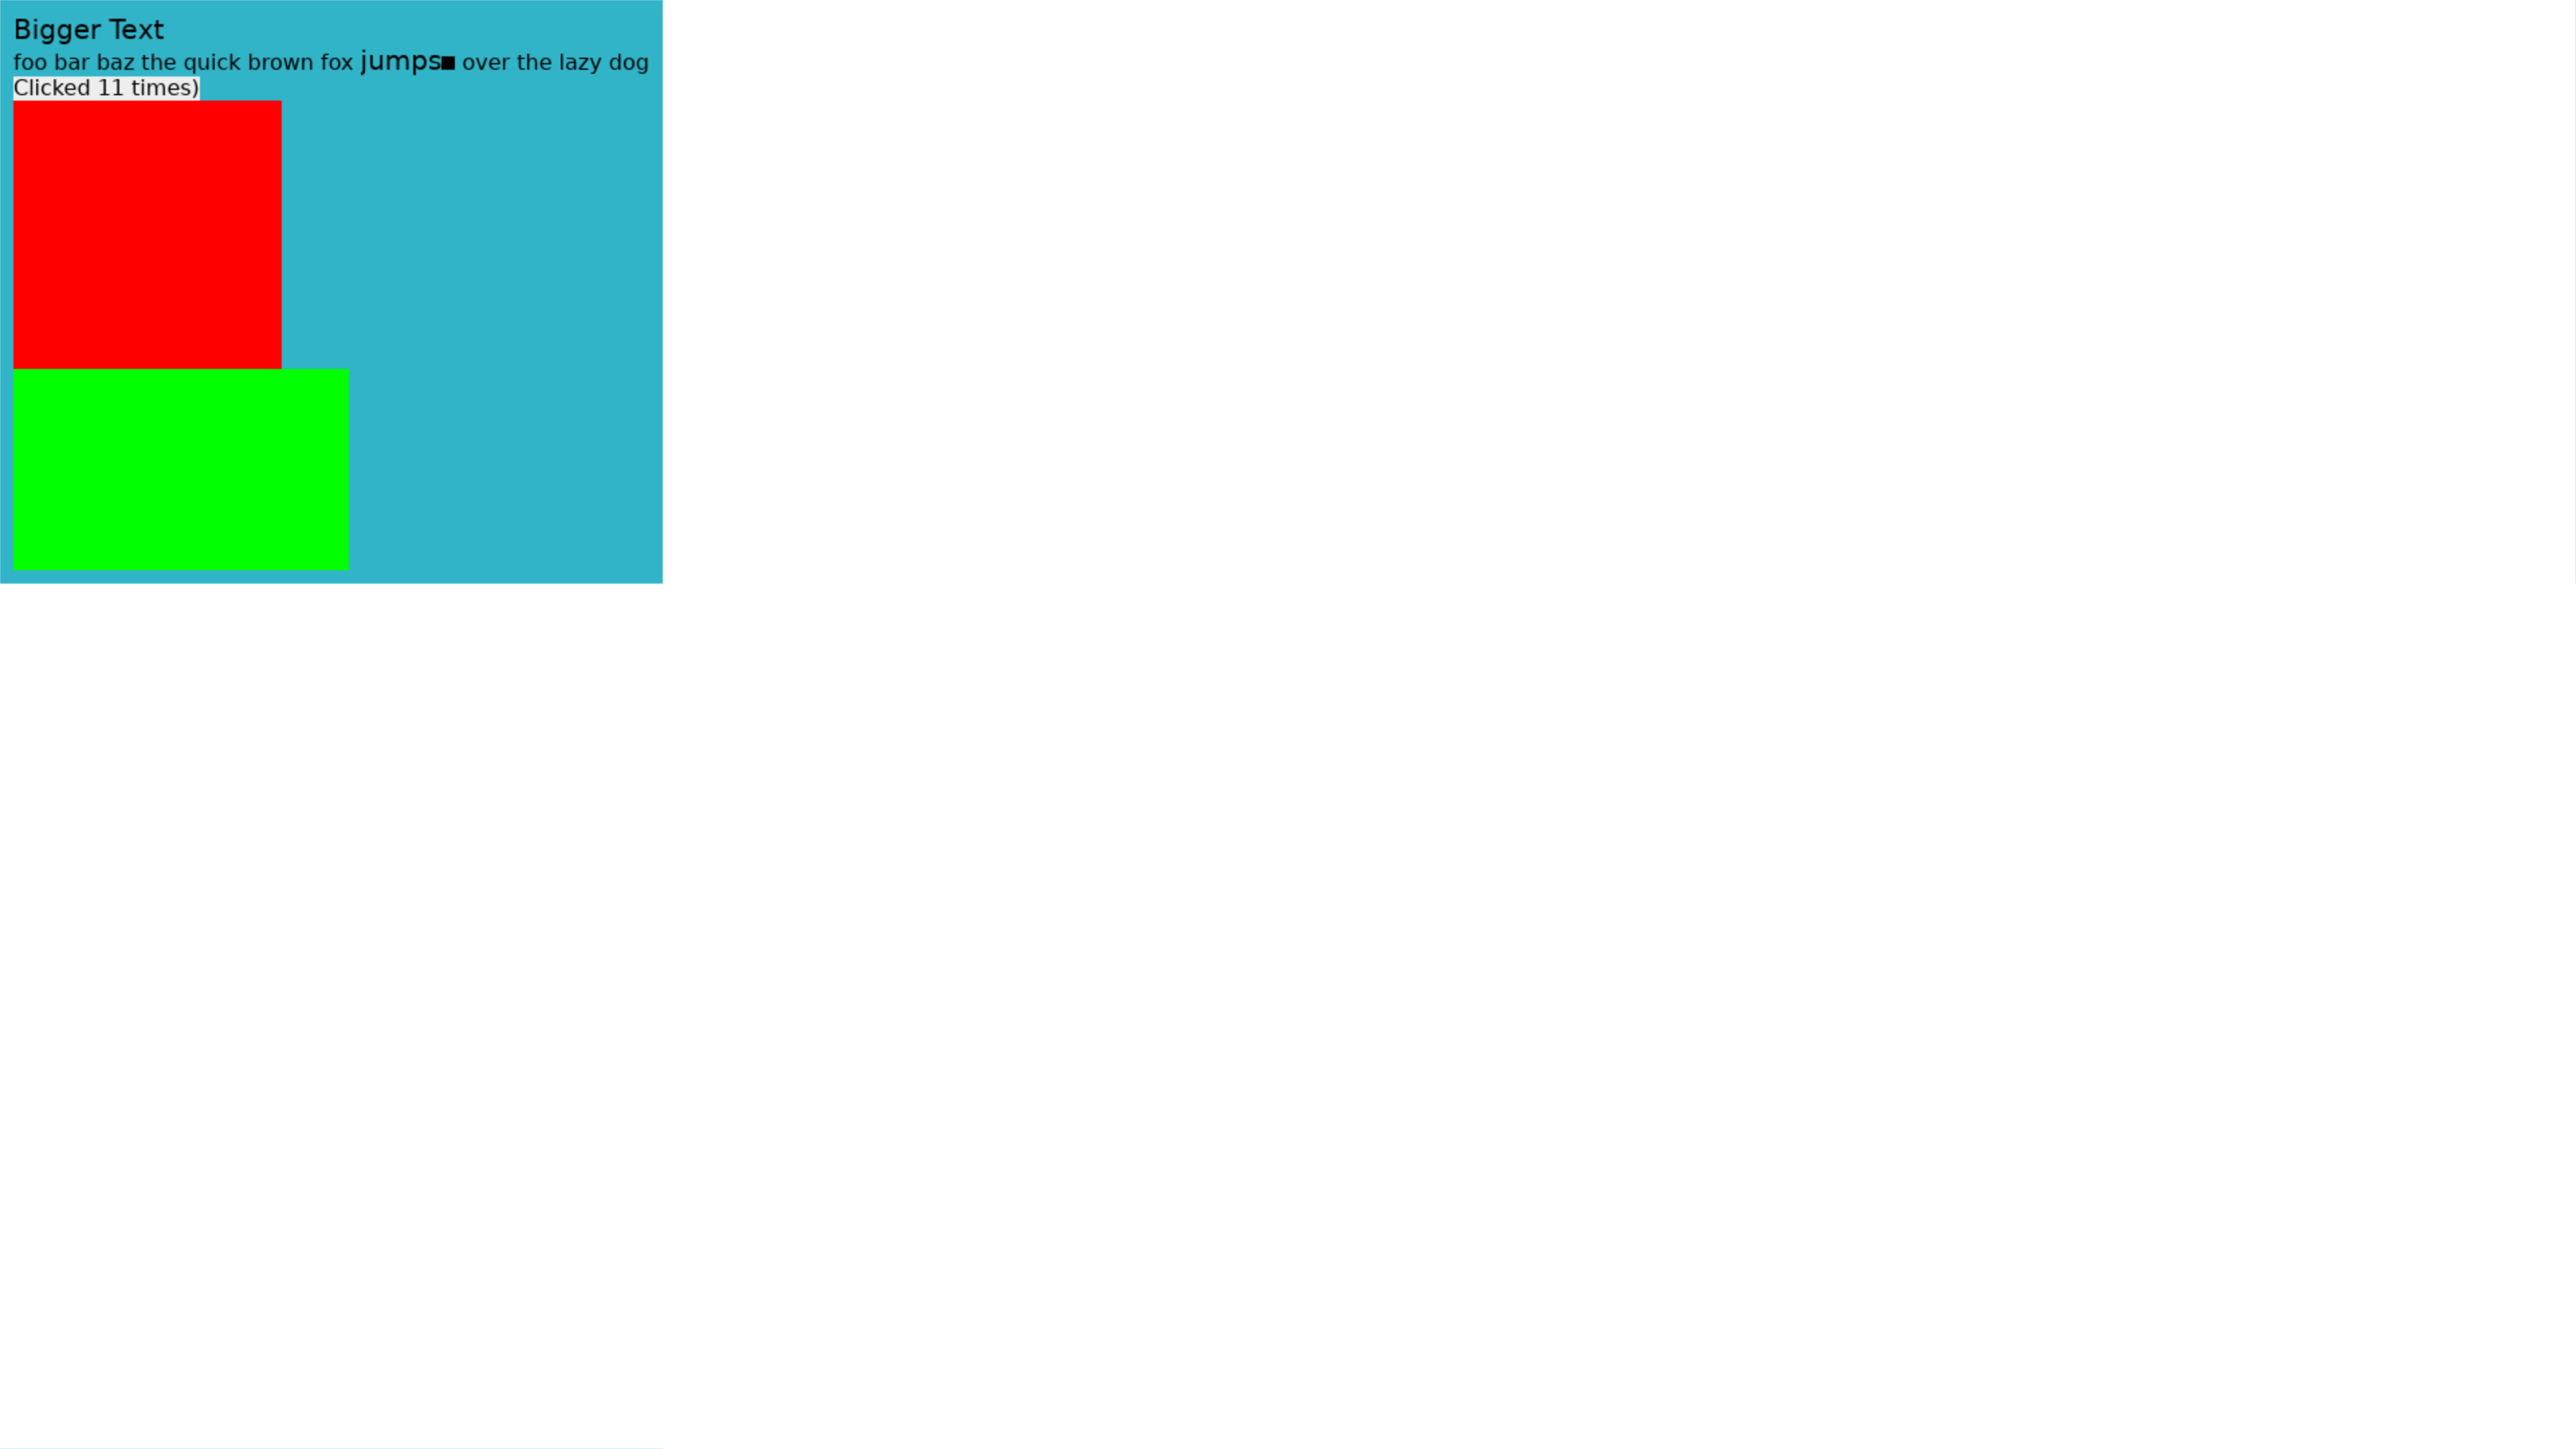 Bigger Text
foo bar baz the quick brown fox jumps■ over the lazy dog
Clicked 11 times)